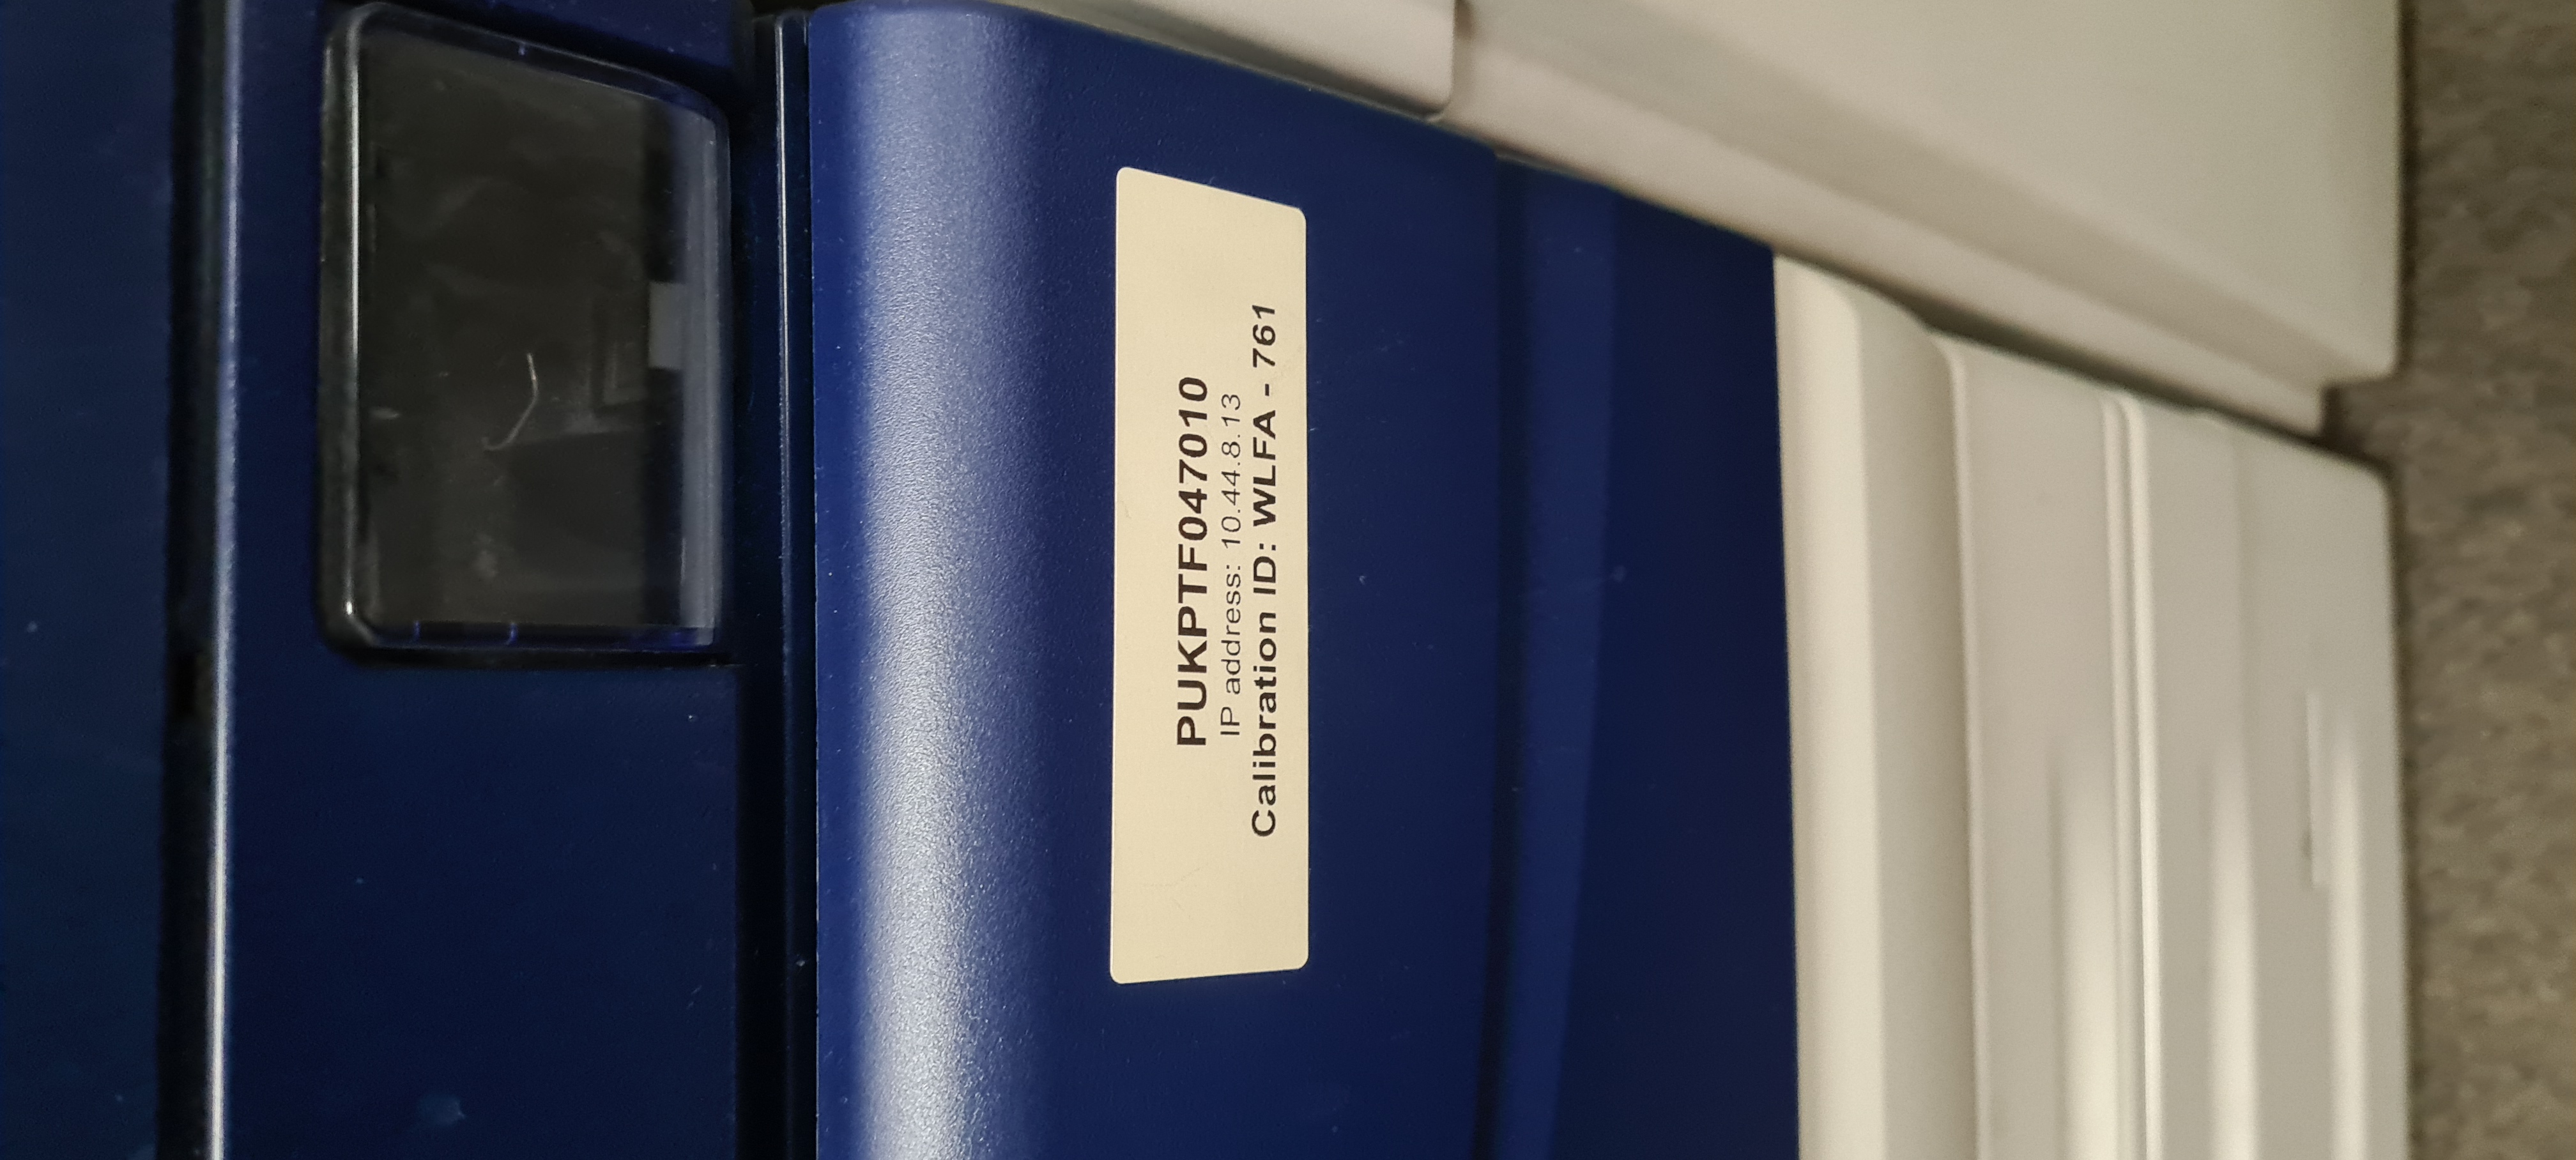 PUKPTF047010
IP address: 10.44.8.13
Calibration ID: WLFA - 761